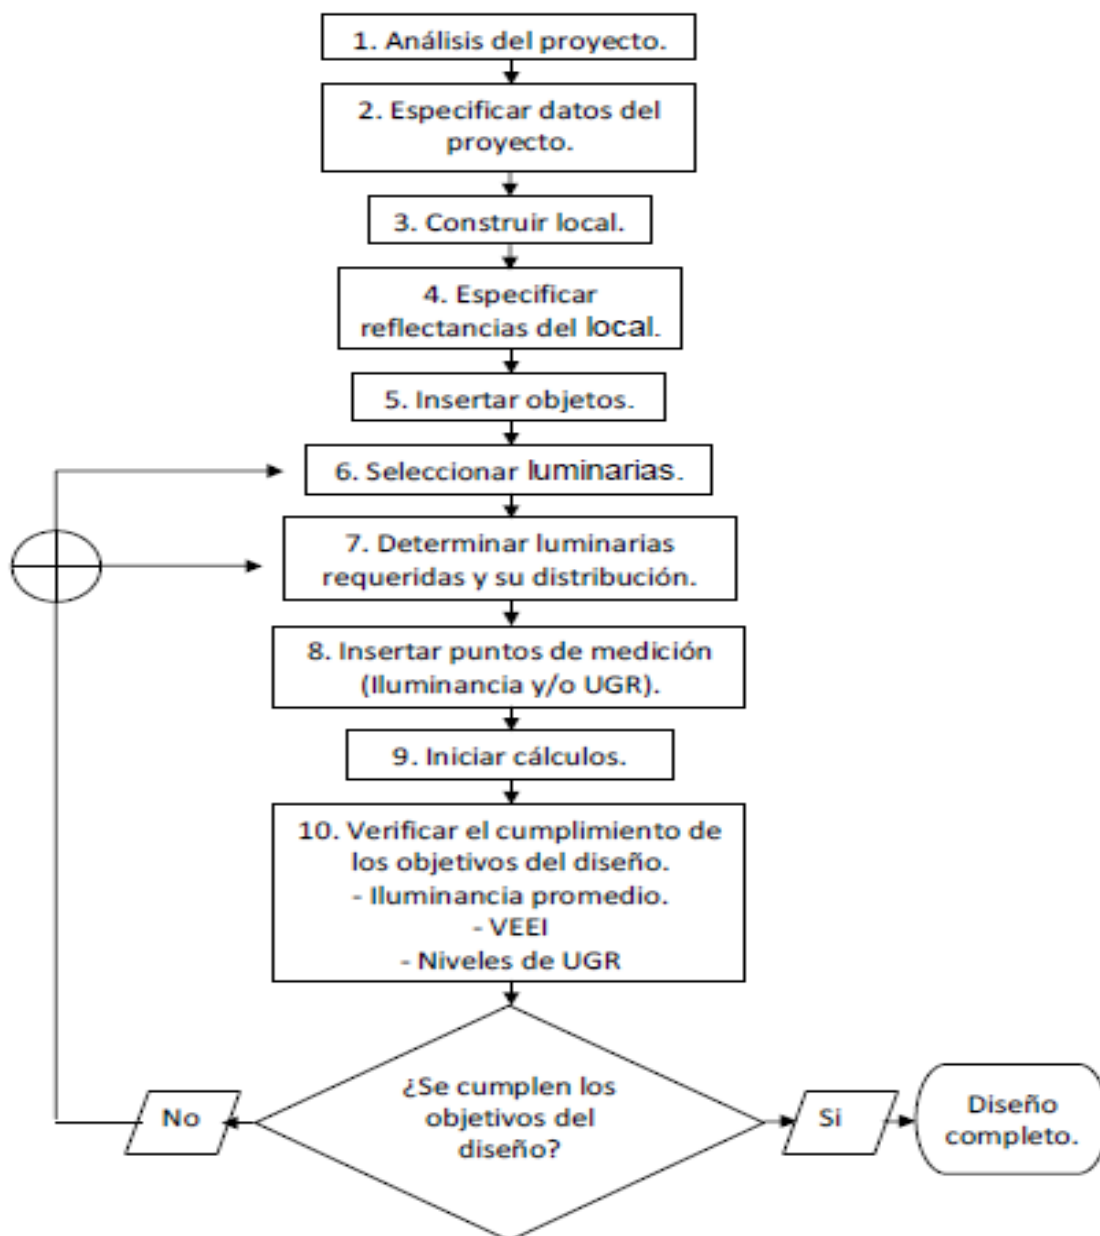 1. Análisis del proyecto.
2. Especificar datos del
proyecto.
3. Construir local.
4. Especificar
reflectancias del local.
5. Insertar objetos.
6. Seleccionar luminarias.
7. Determinar luminarias
requeridas y su distribución.
8. Insertar puntos de medición
(Iluminancia y/o UGR).
9. Iniciar cálculos.
10. Verificar el cumplimiento de
los objetivos del diseño.
- Iluminancia promedio.
- VEEI
- Niveles de UGR
¿Se cumplen los
objetivos del
diseño?
No
Si
Diseño
completo.